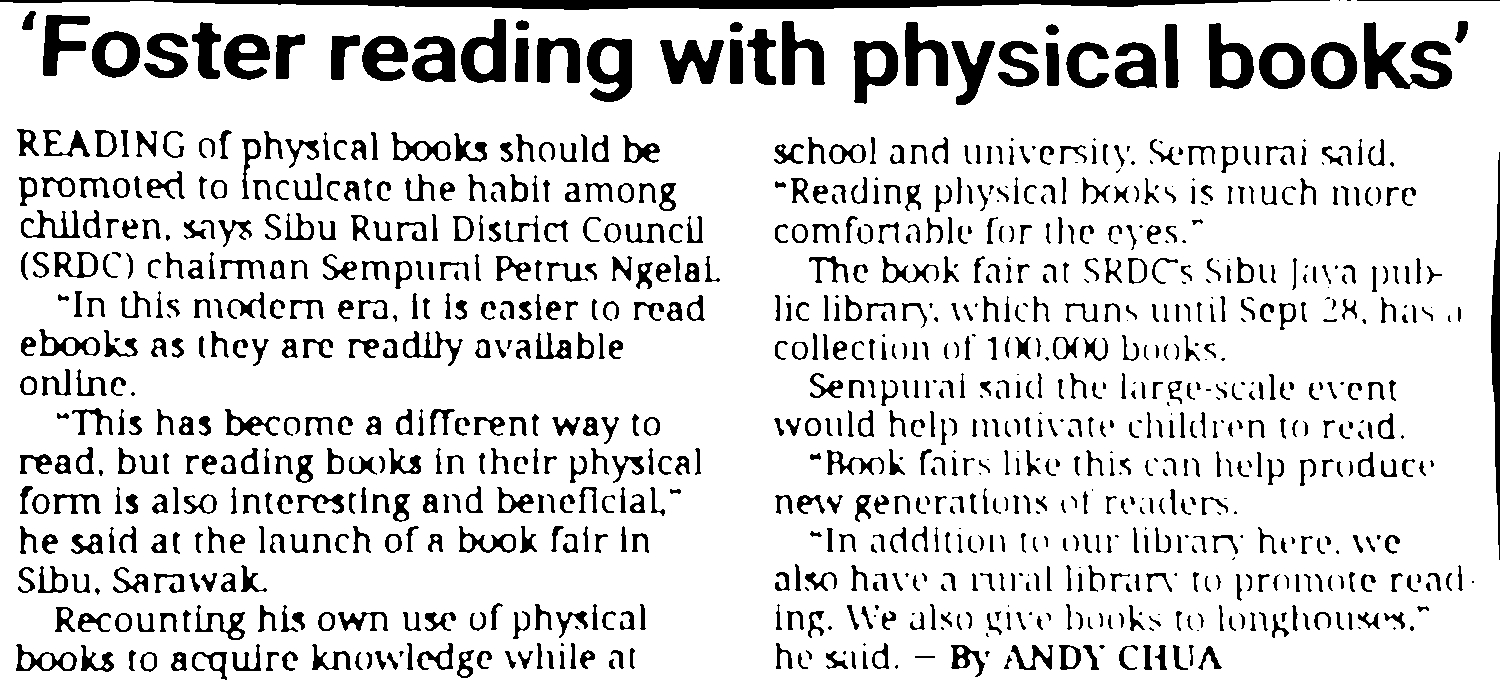 ‘Foster reading with physical books’
READING of physical books should be
promoted to inculcate the habit among
children, says Sibu Rural District Council
(SRDC) chairman Sempurai Petrus Ngelai.
“In this modern era, it is easier to read
ebooks as they are readily available
online.
“This has become a different way to
read, but reading books in their physical
form is also interesting and beneficial,”
he said at the launch of a book fair in
Sibu, Sarawak.
Recounting his own use of physical
books to acquire knowledge while at
school and university, Sempurai said,
“Reading physical books is much more
comfortable for the eyes.”
The book fair at SRDC’s Sibu Jaya pub-
lic library, which runs until Sept 28, has a
collection of 100,000 books.
Sempurai said the large-scale event
would help motivate children to read.
“Book fairs like this can help produce
new generations of readers.
“In addition to our library here, we
also have a rural library to promote read-
ing. We also give books to longhouses,”
he said. — By ANDY CHUA